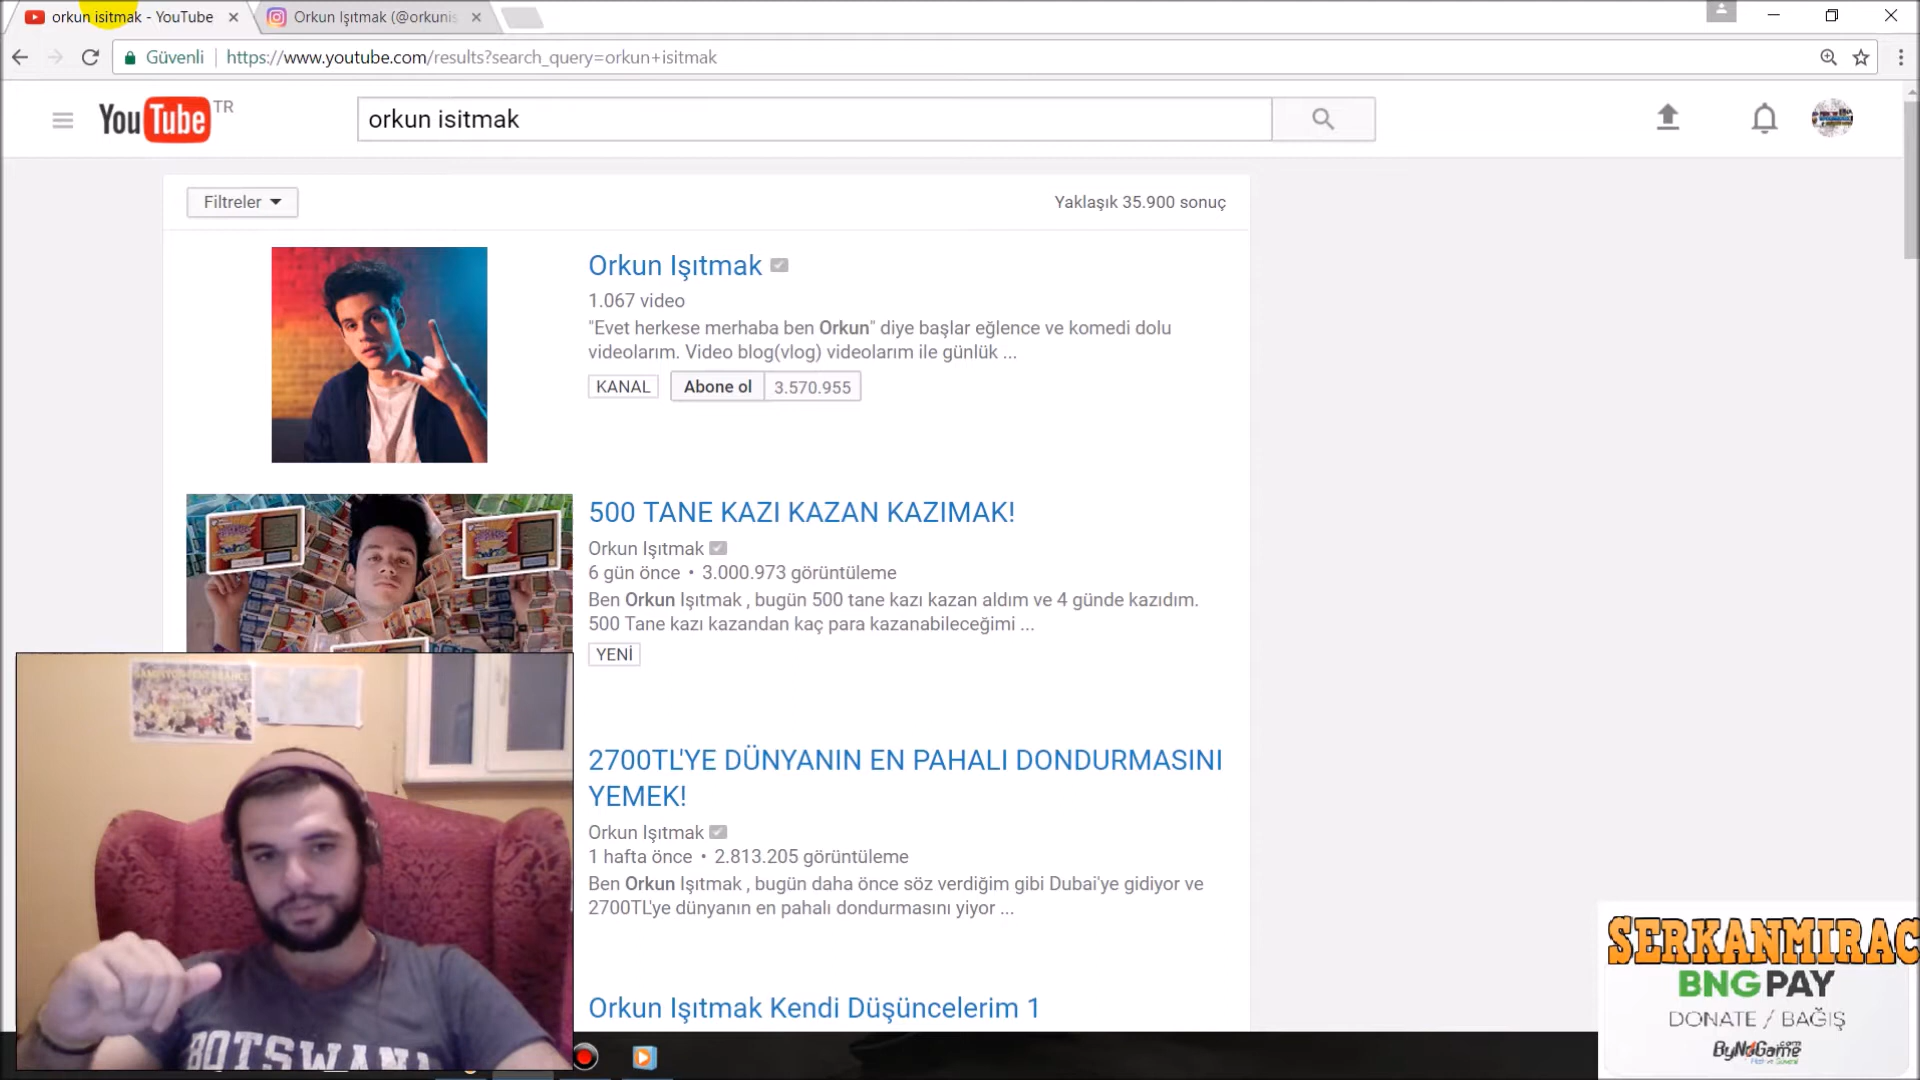 orkun isitmak - YouTube
Orkun Işıtmak (@orkunis
Güvenli
https://www.youtube.com/results?search_query=orkun+isitmak
YouTube TR
orkun isitmak
Filtreler
Yaklaşık 35.900 sonuç
Orkun Işıtmak
1.067 video
"Evet herkese merhaba ben Orkun" diye başlar eğlence ve komedi dolu
videolarım. Video blog(vlog) videolarım ile günlük ...
KANAL
Abone ol
3.570.955
500 TANE KAZI KAZAN KAZIMAK!
Orkun Işıtmak
6 gün önce • 3.000.973 görüntüleme
Ben Orkun Işıtmak , bugün 500 tane kazı kazan aldım ve 4 günde kazıdım.
500 Tane kazı kazandan kaç para kazanabileceğimi ...
YENİ
2700TL'YE DÜNYANIN EN PAHALI DONDURMASINI
YEMEK!
Orkun Işıtmak
1 hafta önce • 2.813.205 görüntüleme
Ben Orkun Işıtmak , bugün daha önce söz verdiğim gibi Dubai'ye gidiyor ve
2700TL'ye dünyanın en pahalı dondurmasını yiyor ...
Orkun Işıtmak Kendi Düşüncelerim 1
BOTSWANA
SERKANMIRAC
BNGPAY
DONATE / BAĞIŞ
ByNoGame.com